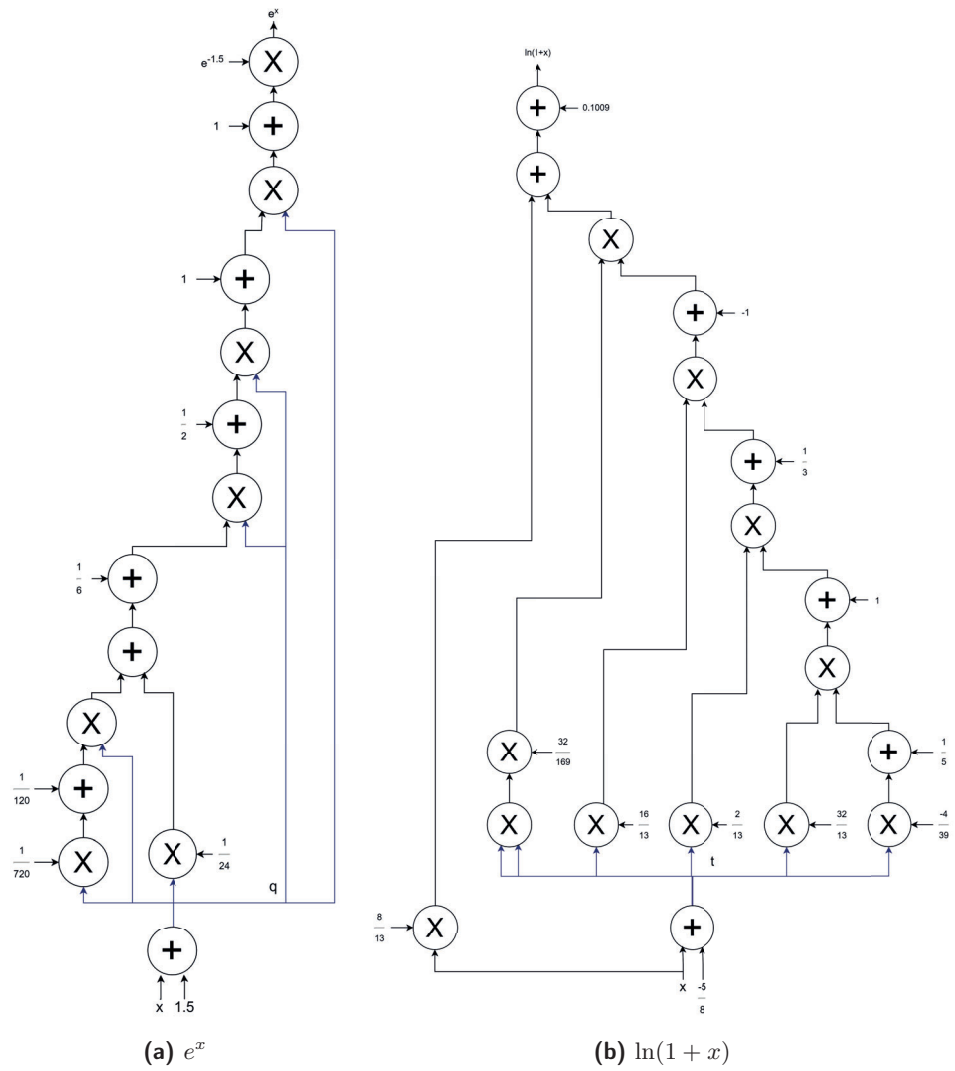 e^x
e^-1.5
X
1
+
X
1
+
X
1/2
+
X
1/6
+
+
X
1/120
+
1/720
X
X
1/24
q
+
x 1.5
(a) e^x
ln(1+x)
+
0.1009
+
X
+
-1
X
+
1/3
X
+
1
X
X
32/169
+
1/5
X
X
16/13
X
2/13
X
32/13
X
-4/39
t
8/13
X
+
x
-5/8
(b) ln(1 + x)